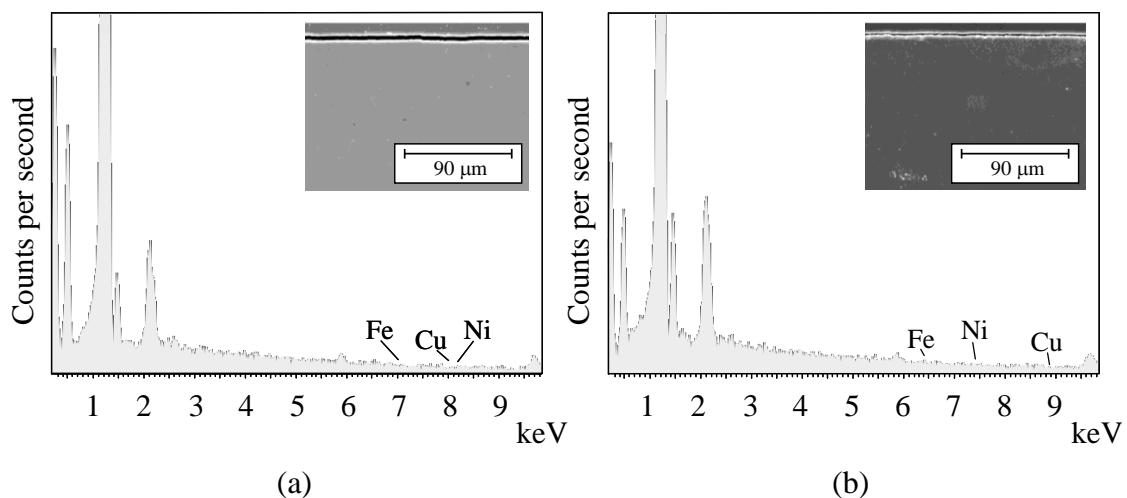 Counts per second
90 μm
Fe
Cu
Ni
1 2 3 4 5 6 7 8 9
keV
(a)
Counts per second
90 μm
Fe
Ni
Cu
1 2 3 4 5 6 7 8 9
keV
(b)